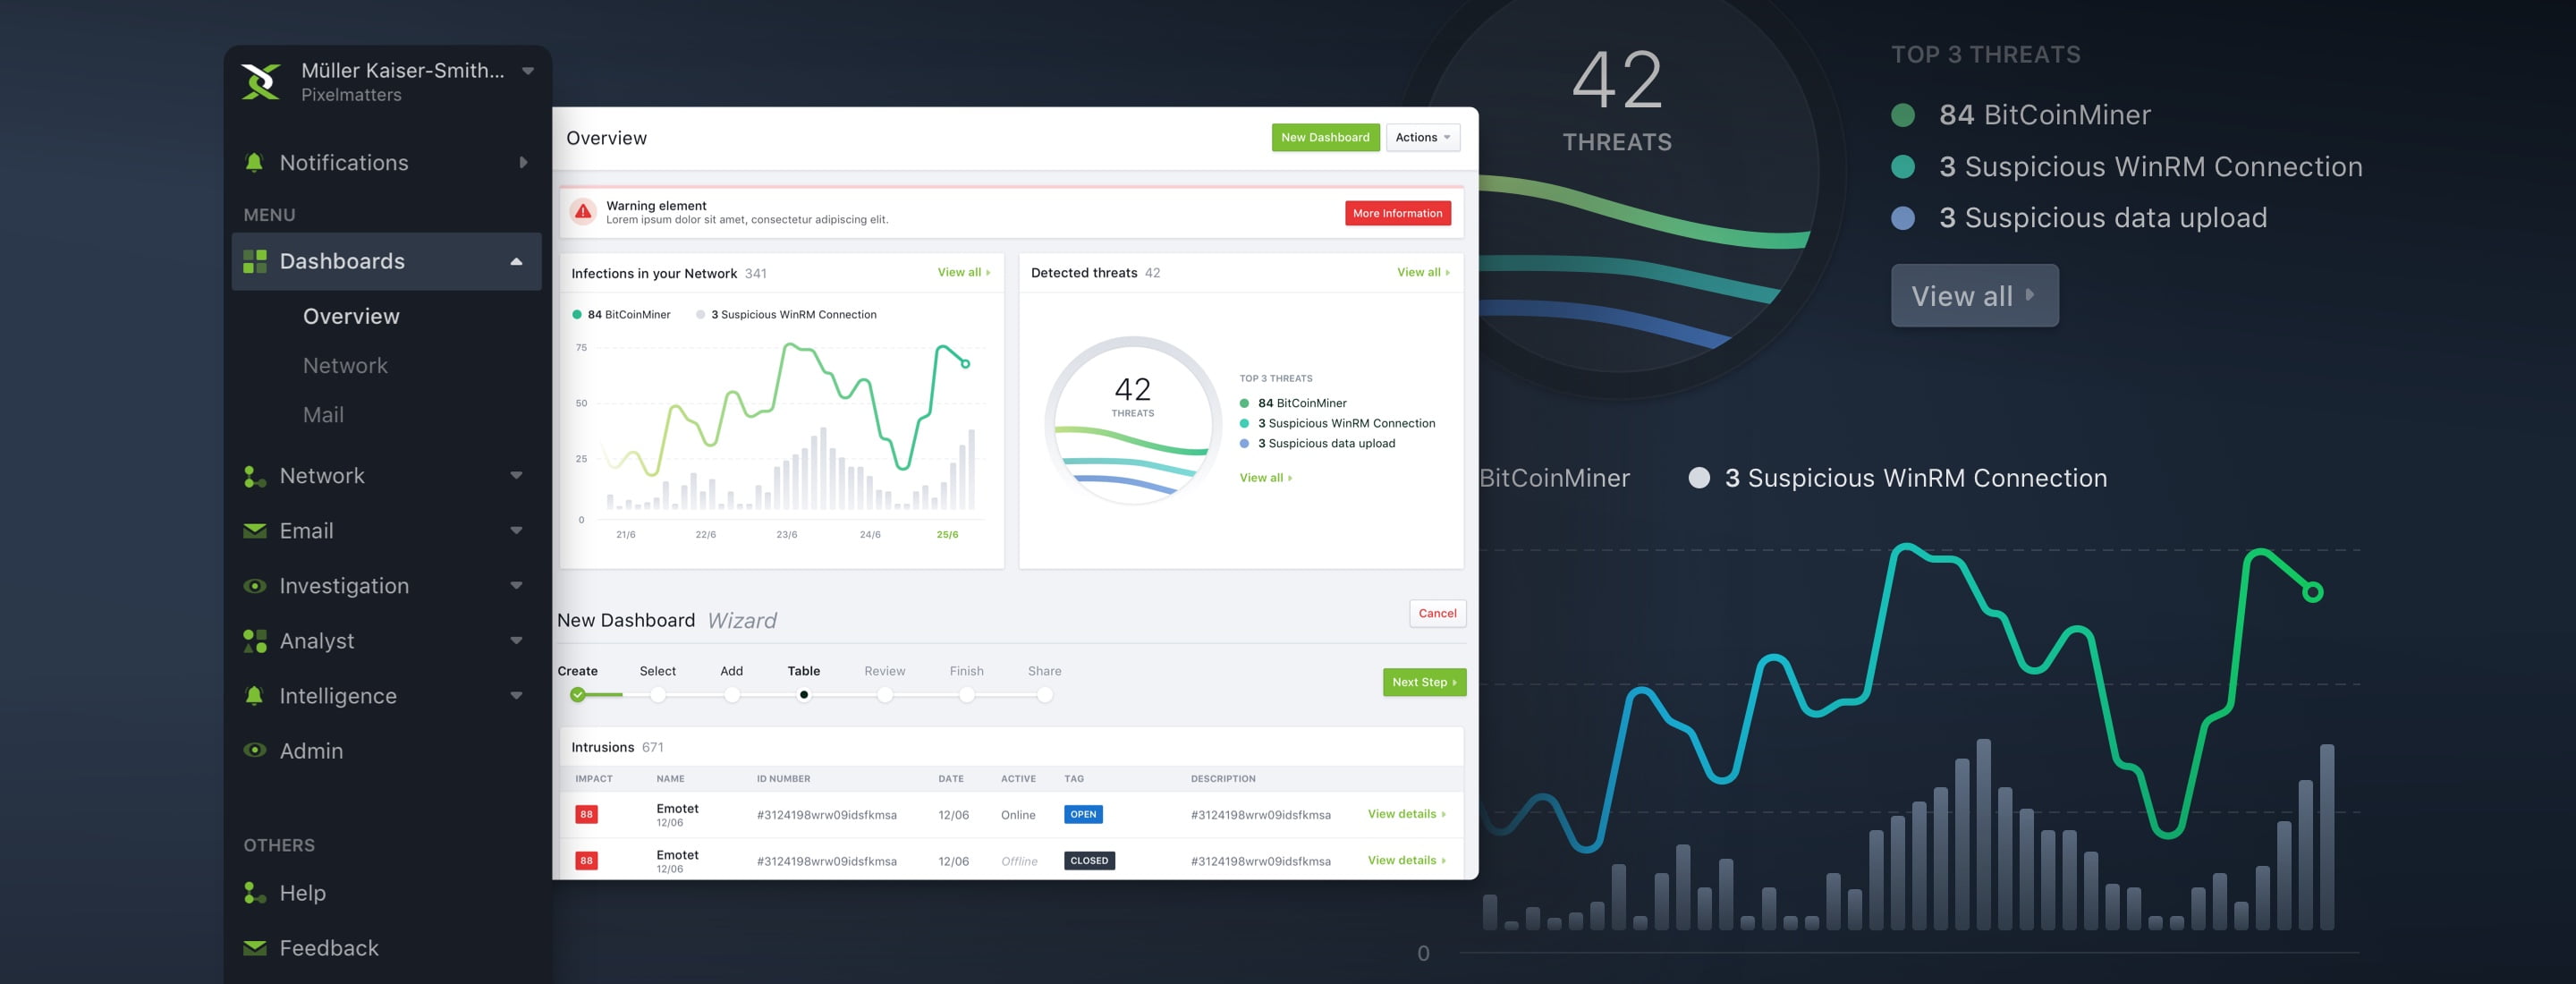 Müller Kaiser-Smith...
Pixelmatters
Notifications
MENU
Dashboards
Overview
Network
Mail
Network
Email
Investigation
Analyst
Intelligence
Admin
OTHERS
Help
Feedback
Overview
New Dashboard
Actions
Warning element
Lorem ipsum dolor sit amet, consectetur adipiscing elit.
More Information
Infections in your Network 341
View all
84 BitCoinMiner
3 Suspicious WinRM Connection
75
50
25
0
21/6 22/6 23/6 24/6 25/6
Detected threats 42
View all
42
THREATS
TOP 3 THREATS
84 BitCoinMiner
3 Suspicious WinRM Connection
3 Suspicious data upload
View all
New Dashboard Wizard
Cancel
Create Select Add Table Review Finish Share
Next Step
Intrusions 671
IMPACT NAME ID NUMBER DATE ACTIVE TAG DESCRIPTION
88 Emotet #3124198wrw09idsfkmsa 12/06 Online OPEN #3124198wrw09idsfkmsa View details
12/06
88 Emotet #3124198wrw09idsfkmsa 12/06 Offline CLOSED #3124198wrw09idsfkmsa View details
12/06
42
THREATS
TOP 3 THREATS
84 BitCoinMiner
3 Suspicious WinRM Connection
3 Suspicious data upload
View all
BitCoinMiner
3 Suspicious WinRM Connection
0